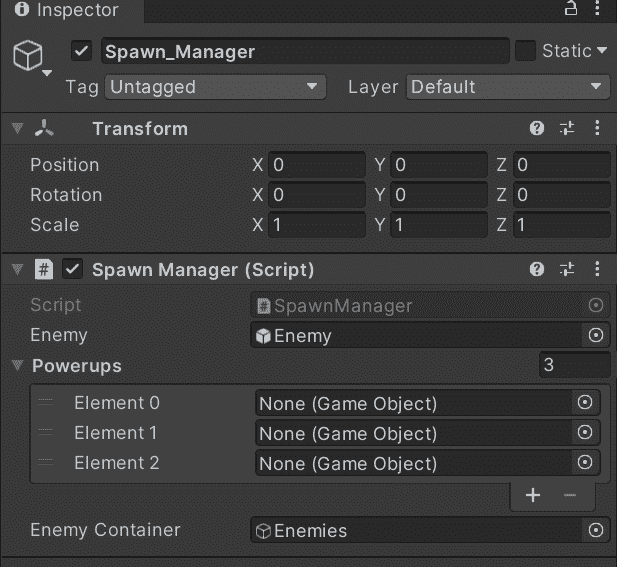 Inspector
Spawn_Manager Static
Tag Untagged Layer Default
Transform
Position X 0 Y 0 Z 0
Rotation X 0 Y 0 Z 0
Scale X 1 Y 1 Z 1
# Spawn Manager (Script)
Script # SpawnManager
Enemy Enemy
Powerups 3
Element 0 None (Game Object)
Element 1 None (Game Object)
Element 2 None (Game Object)
Enemy Container Enemies